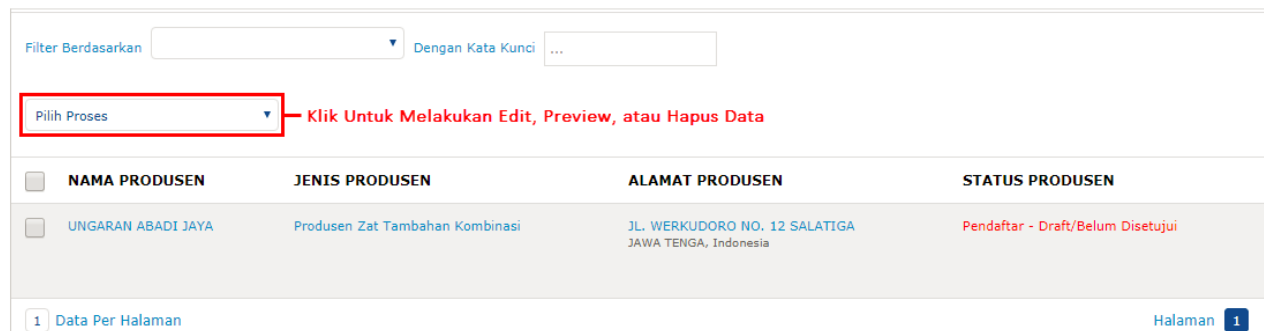 Filter Berdasarkan Dengan Kata Kunci ...
Pilih Proses Klik Untuk Melakukan Edit, Preview, atau Hapus Data
NAMA PRODUSEN JENIS PRODUSEN ALAMAT PRODUSEN STATUS PRODUSEN
UNGARAN ABADI JAYA Produsen Zat Tambahan Kombinasi JL. WERKUDORO NO. 12 SALATIGA Pendaftar - Draft/Belum Disetujui
JAWA TENGA, Indonesia
1 Data Per Halaman Halaman 1